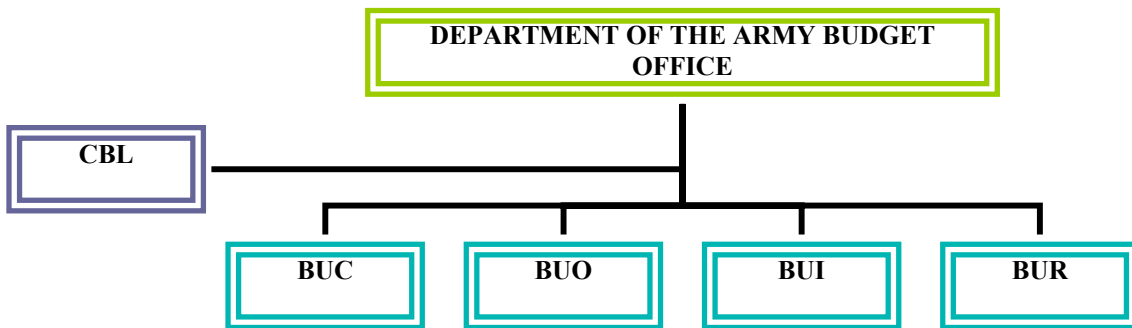 DEPARTMENT OF THE ARMY BUDGET
OFFICE
CBL
BUC
BUO
BUI
BUR